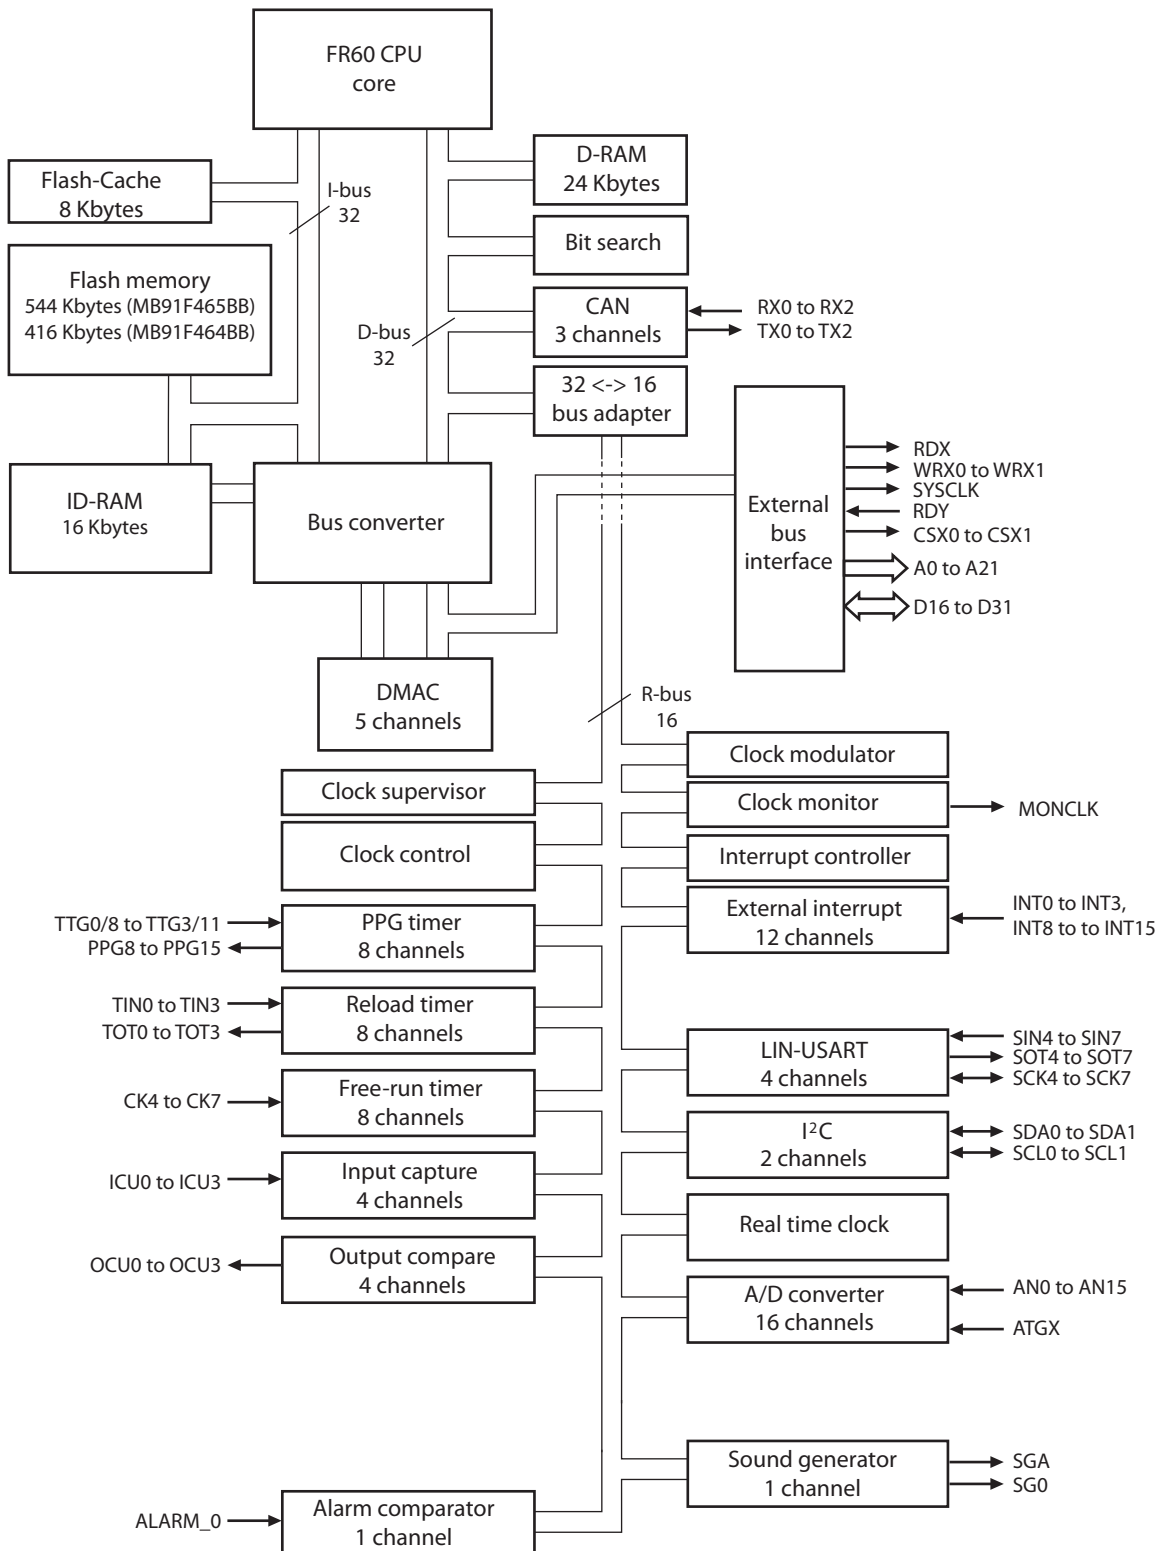 FR60 CPU
core
Flash-Cache
8 Kbytes
I-bus
32
D-RAM
24 Kbytes
Bit search
Flash memory
544 Kbytes (MB91F465BB)
416 Kbytes (MB91F464BB)
CAN
3 channels
RX0 to RX2
TX0 to TX2
D-bus
32
32 <-> 16
bus adapter
ID-RAM
16 Kbytes
Bus converter
External
bus
interface
RDX
WRX0 to WRX1
SYSCLK
RDY
CSX0 to CSX1
A0 to A21
D16 to D31
DMAC
5 channels
R-bus
16
Clock modulator
Clock supervisor
Clock monitor
MONCLK
Clock control
Interrupt controller
TTG0/8 to TTG3/11
PPG8 to PPG15
PPG timer
8 channels
External interrupt
12 channels
INT0 to INT3,
INT8 to to INT15
TIN0 to TIN3
TOT0 to TOT3
Reload timer
8 channels
LIN-USART
4 channels
SIN4 to SIN7
SOT4 to SOT7
SCK4 to SCK7
CK4 to CK7
Free-run timer
8 channels
I²C
2 channels
SDA0 to SDA1
SCL0 to SCL1
ICU0 to ICU3
Input capture
4 channels
Real time clock
OCU0 to OCU3
Output compare
4 channels
A/D converter
16 channels
AN0 to AN15
ATGX
Sound generator
1 channel
SGA
SG0
ALARM_0
Alarm comparator
1 channel